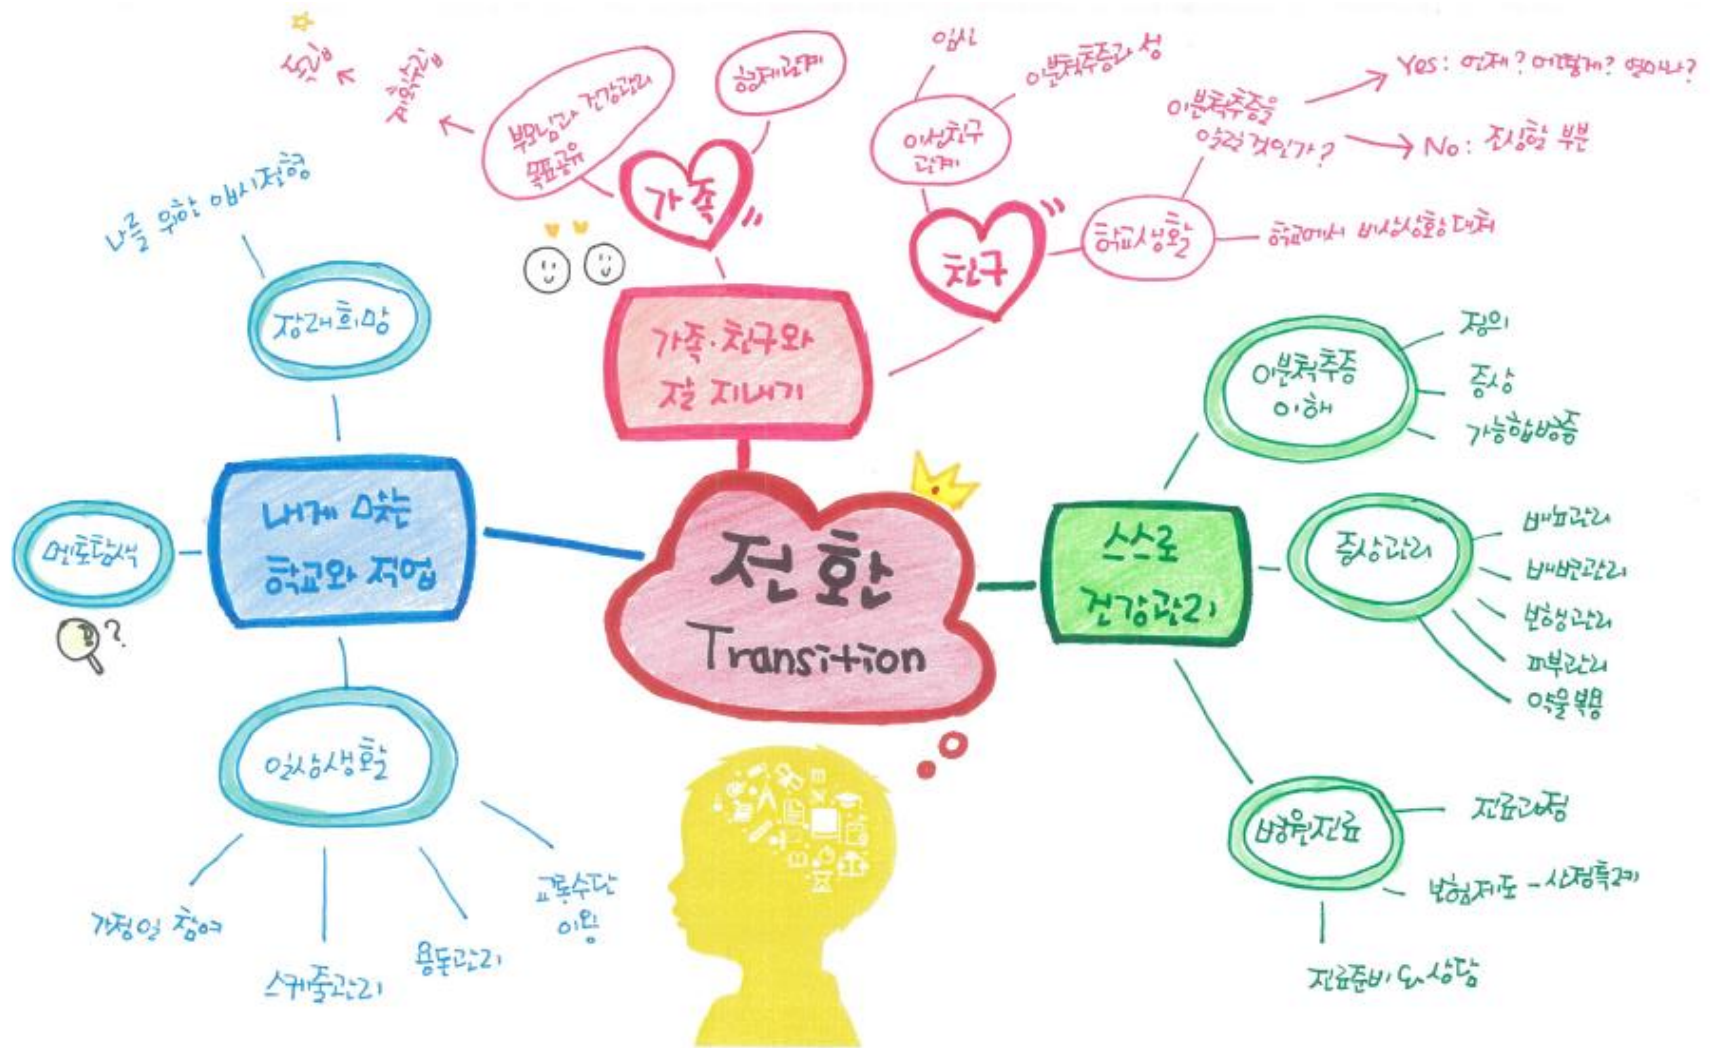 전환
Transition
가족·친구와
잘 지내기
가족
부모님과 건강관리
목표공유
계획수립
독립
형제관계
친구
이성친구
관계
임신
이분척추증과 성
학교생활
이분척추증을
알릴것인가?
Yes: 언제? 어떻게? 얼마나?
No: 조심할 부분
학교에서 비상상황대처
스스로
건강관리
이분척추증
이해
정의
증상
가능합병증
증상관리
배뇨관리
배변관리
보행관리
피부관리
약물복용
병원진료
진료과정
보험제도 - 산정특례
진료준비 & 상담
내게 맞는
학교와 직업
장래희망
나를 위한 입시전형
멘토탐색
?
일상생활
가정일 참여
스케줄관리
용돈관리
교통수단
이용